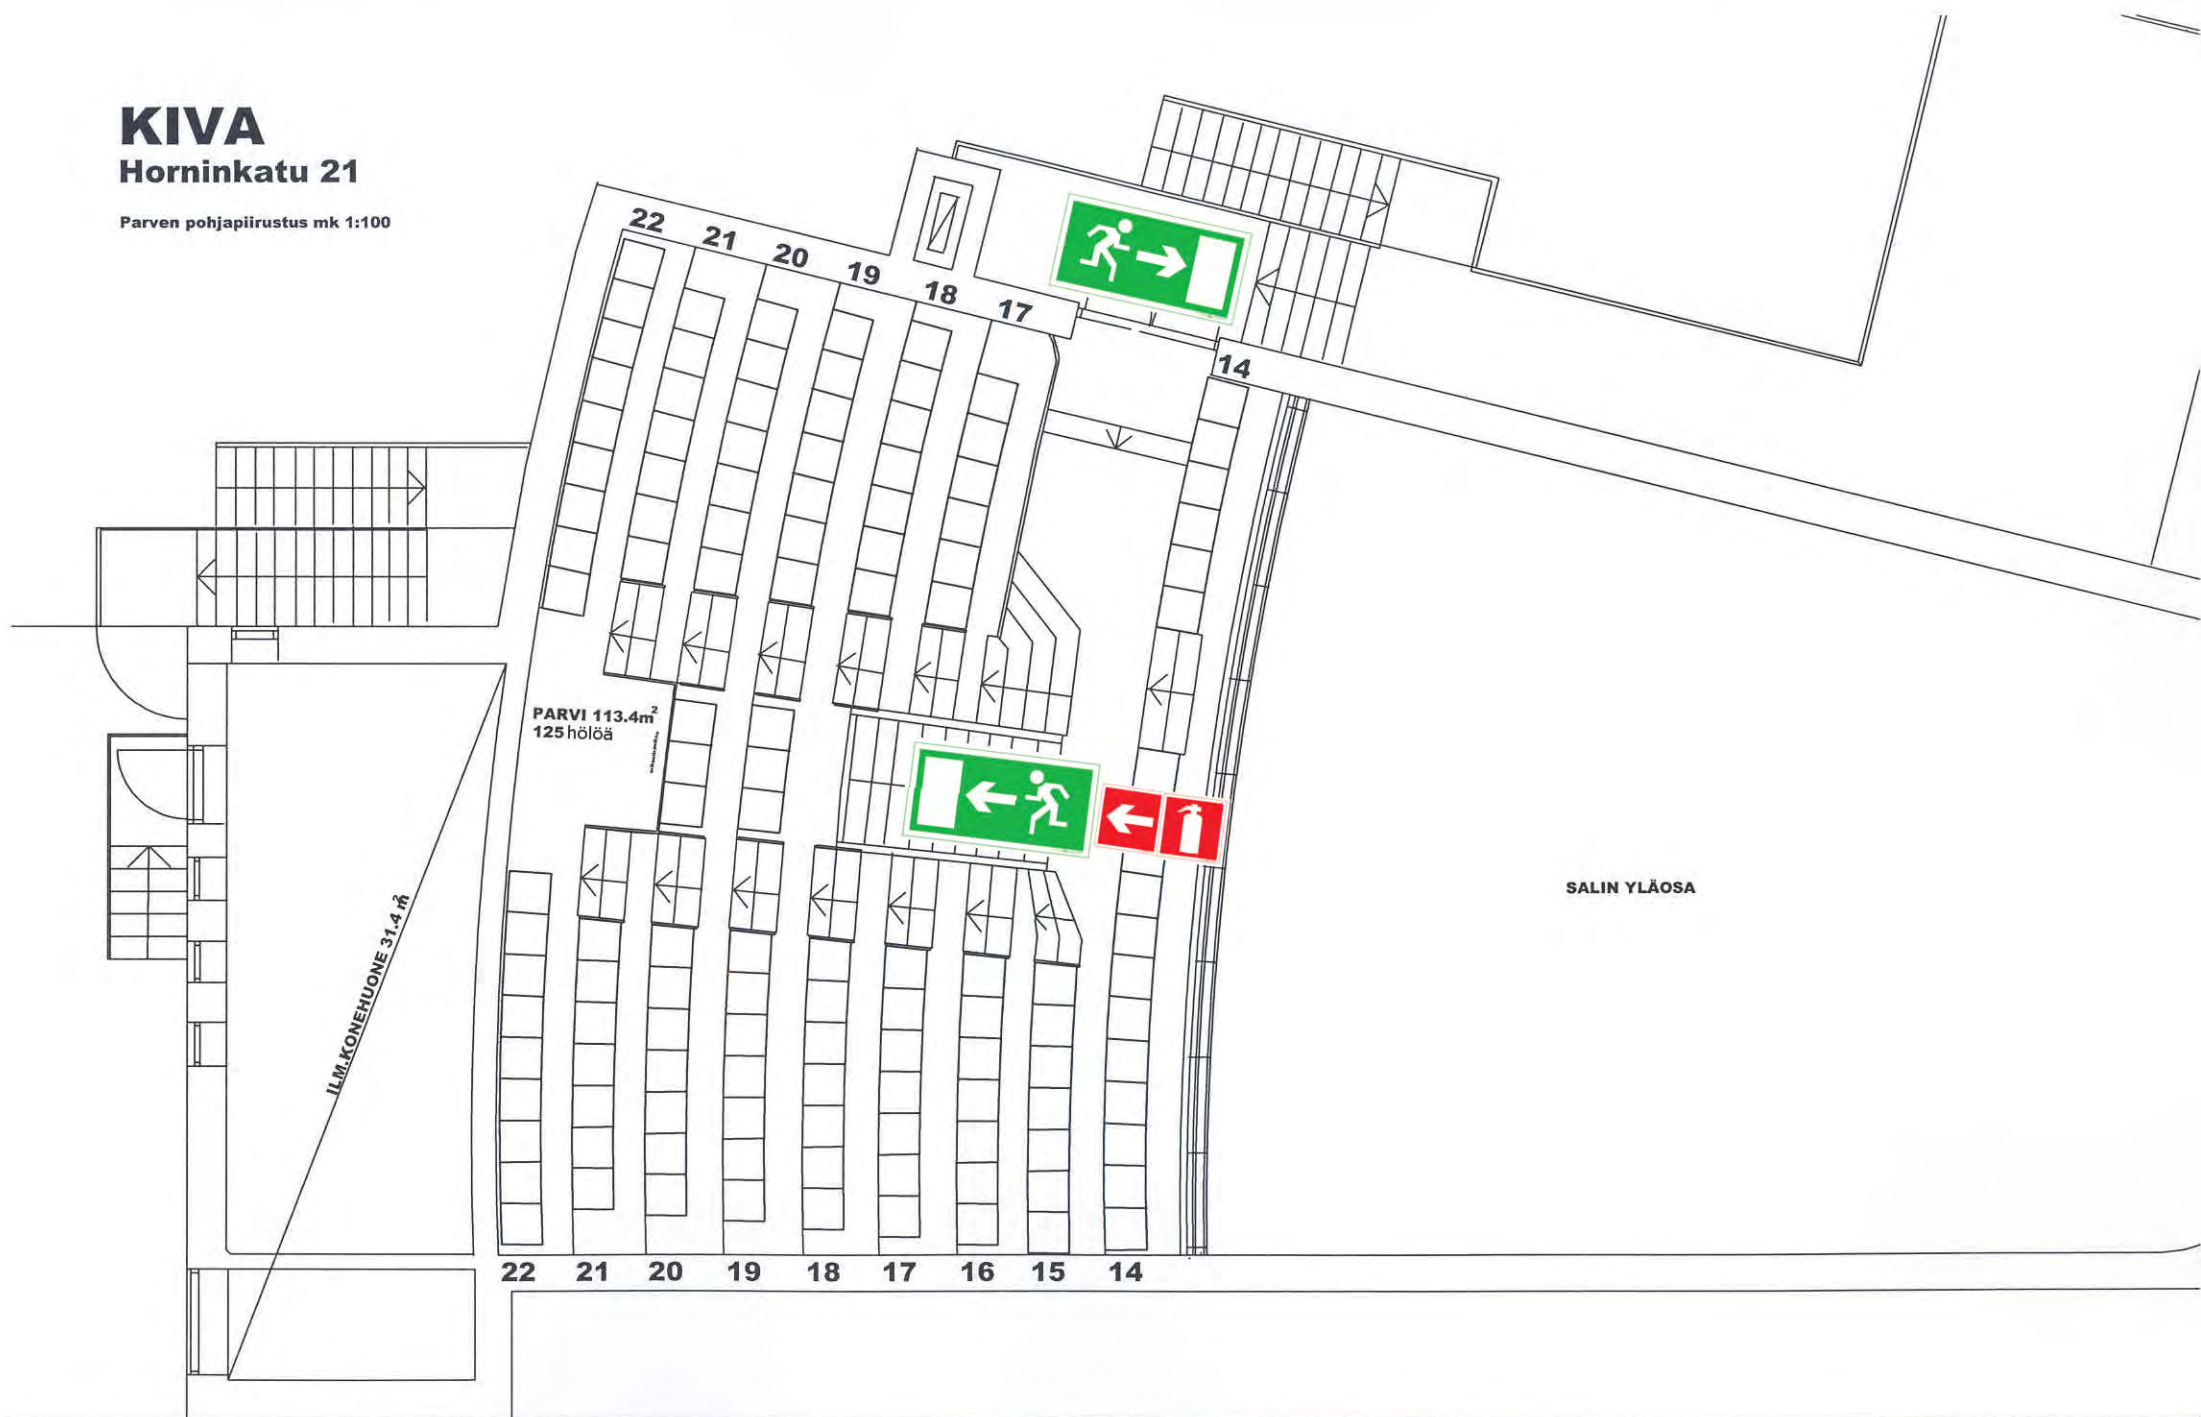 KIVA
Horninkatu 21
Parven pohjapiirustus mk 1:100
22
21
20
19
18
17
14
PARVI 113.4m²
125 hölöä
ILM.KONEHUONE 31.4 m²
SALIN YLÄOSA
22
21
20
19
18
17
16
15
14